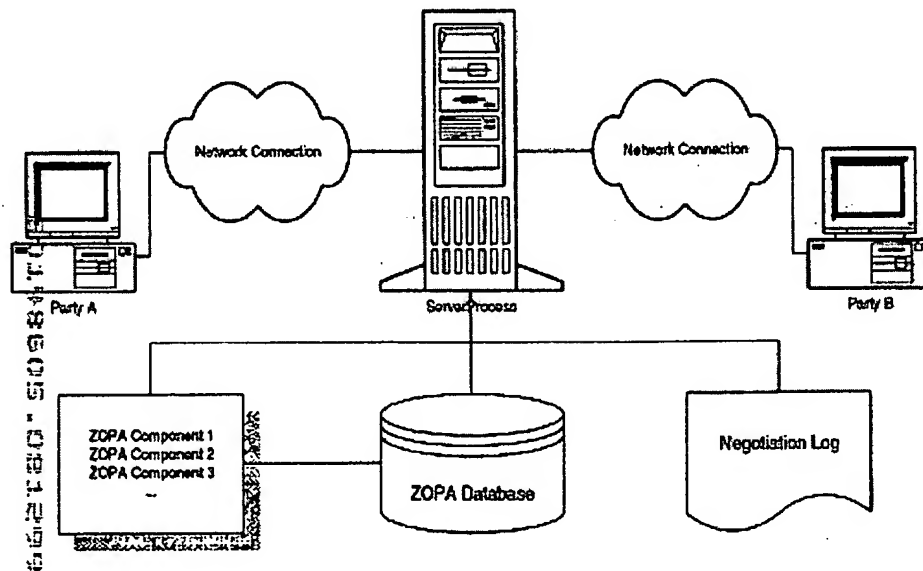 Network Connection
Network Connection
Party A
Server Process
Party B
ZOPA Component 1
ZOPA Component 2
ZOPA Component 3
...
ZOPA Database
Negotiation Log